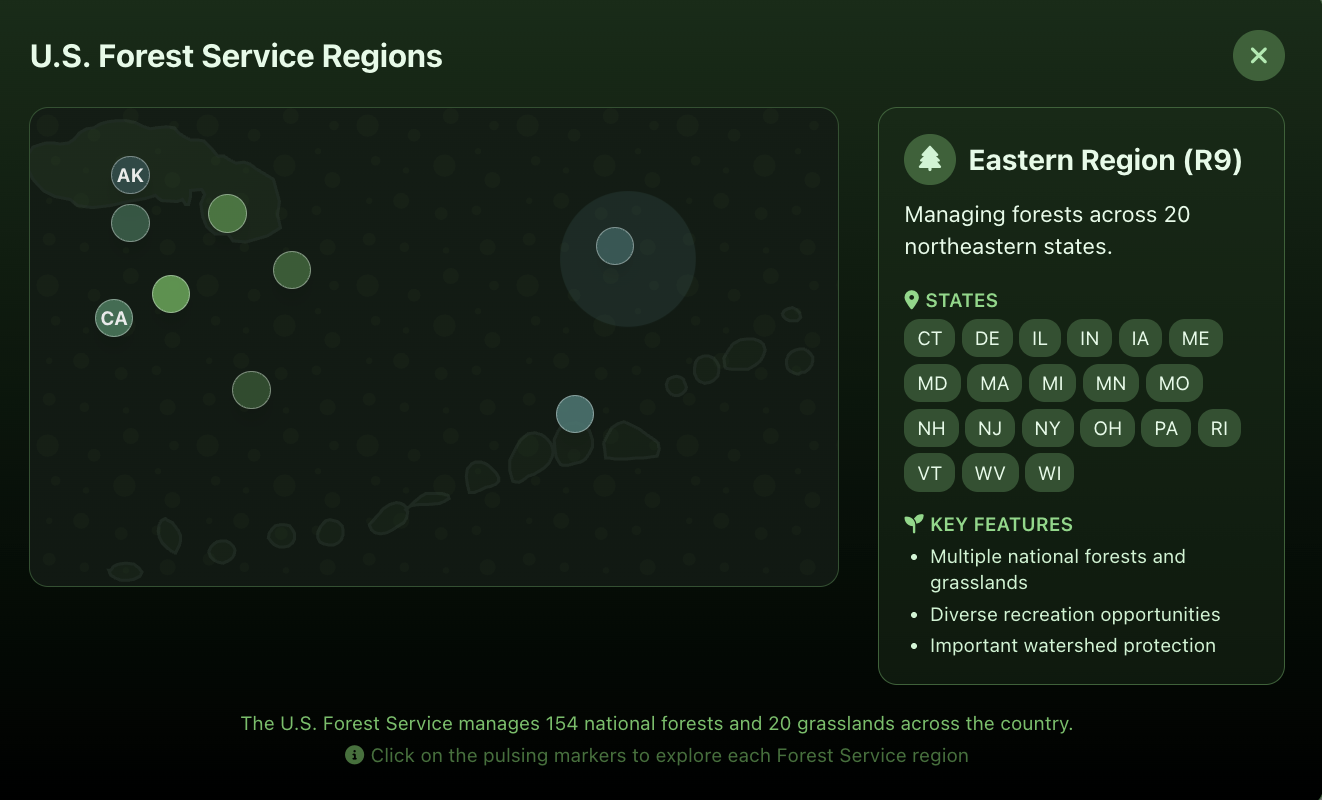 U.S. Forest Service Regions
AK
CA
Eastern Region (R9)
Managing forests across 20
northeastern states.
STATES
CT DE IL IN IA ME
MD MA MI MN MO
NH NJ NY OH PA RI
VT WV WI
KEY FEATURES
• Multiple national forests and
grasslands
• Diverse recreation opportunities
• Important watershed protection
The U.S. Forest Service manages 154 national forests and 20 grasslands across the country.
Click on the pulsing markers to explore each Forest Service region